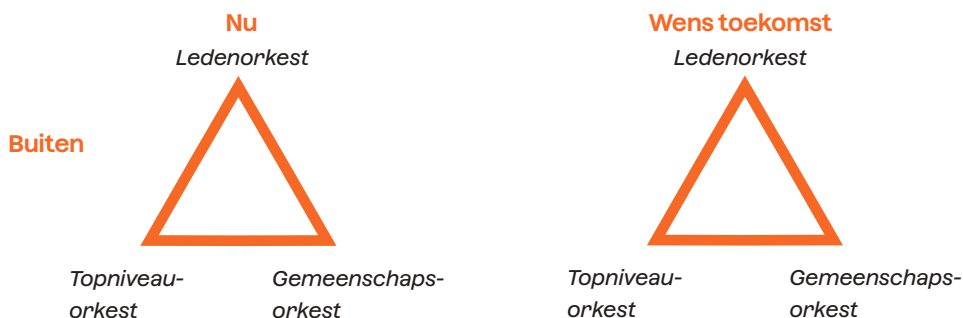 Nu
Wens toekomst
Ledenorkest
Ledenorkest
Buiten
Topniveau-
orkest
Gemeenschaps-
orkest
Topniveau-
orkest
Gemeenschaps-
orkest